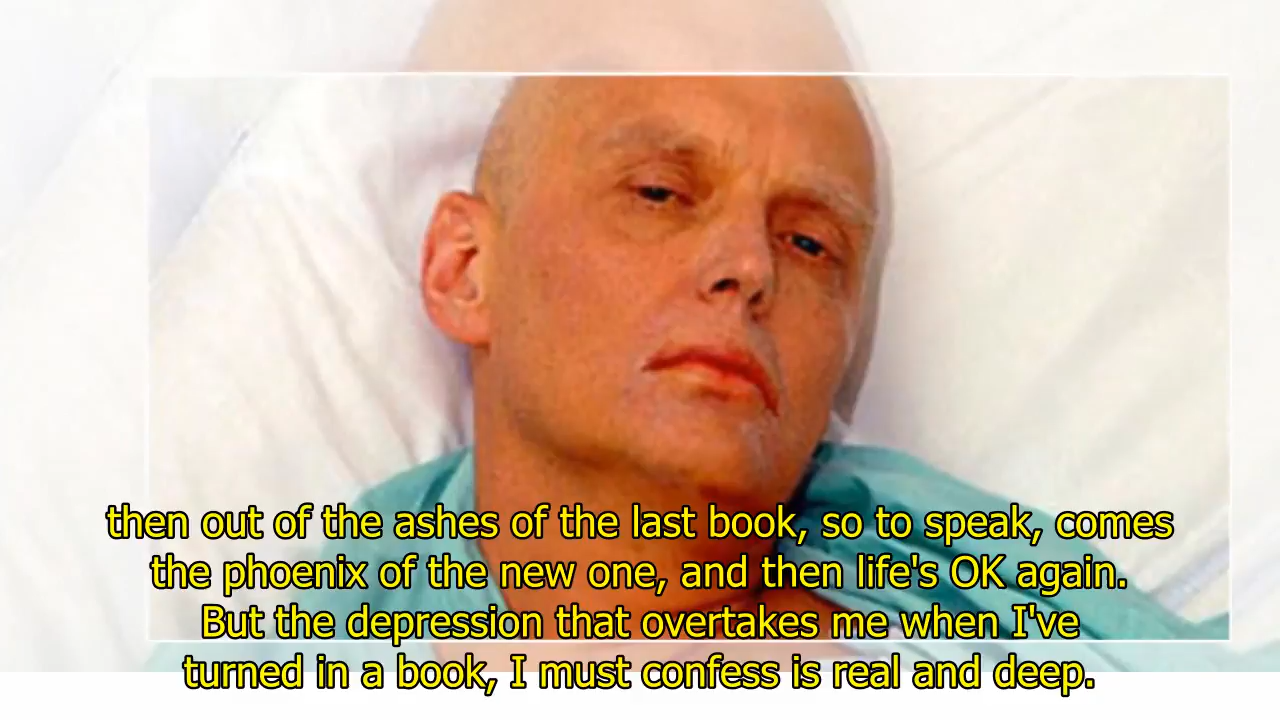 then out of the ashes of the last book, so to speak, comes
the phoenix of the new one, and then life's OK again.
But the depression that overtakes me when I've
turned in a book, I must confess is real and deep.